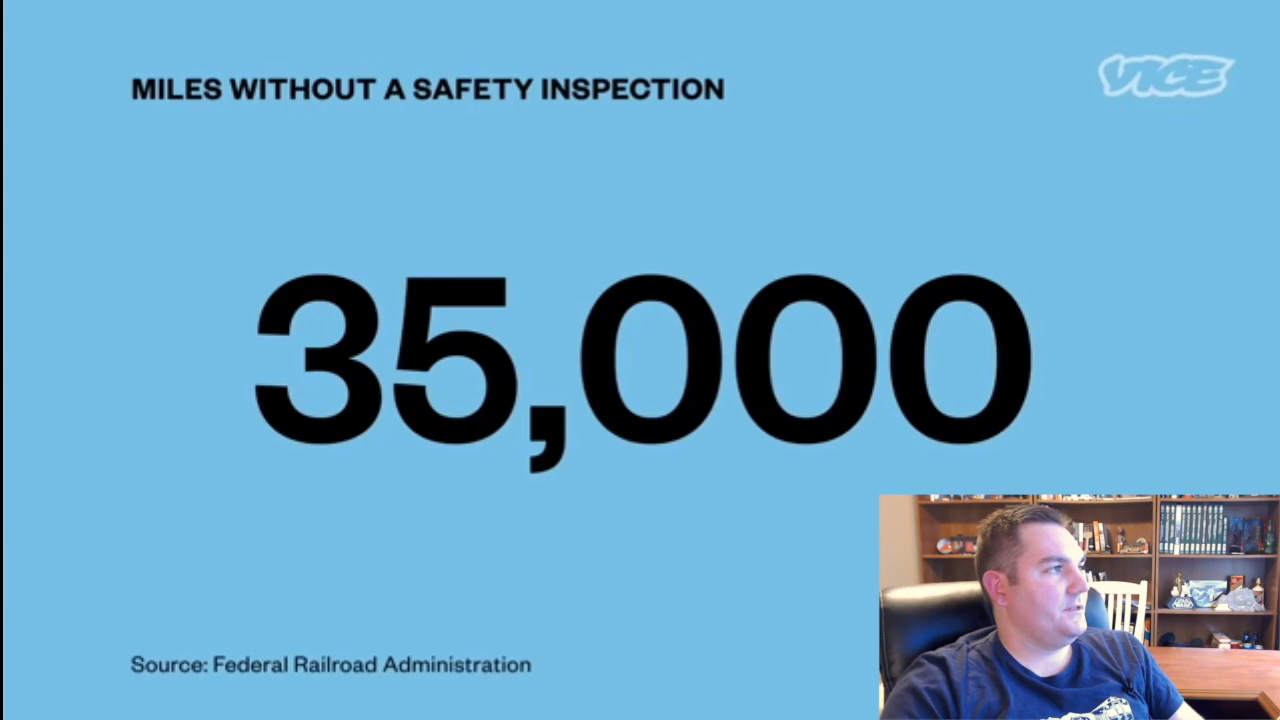 MILES WITHOUT A SAFETY INSPECTION
VICE
35,000
Source: Federal Railroad Administration